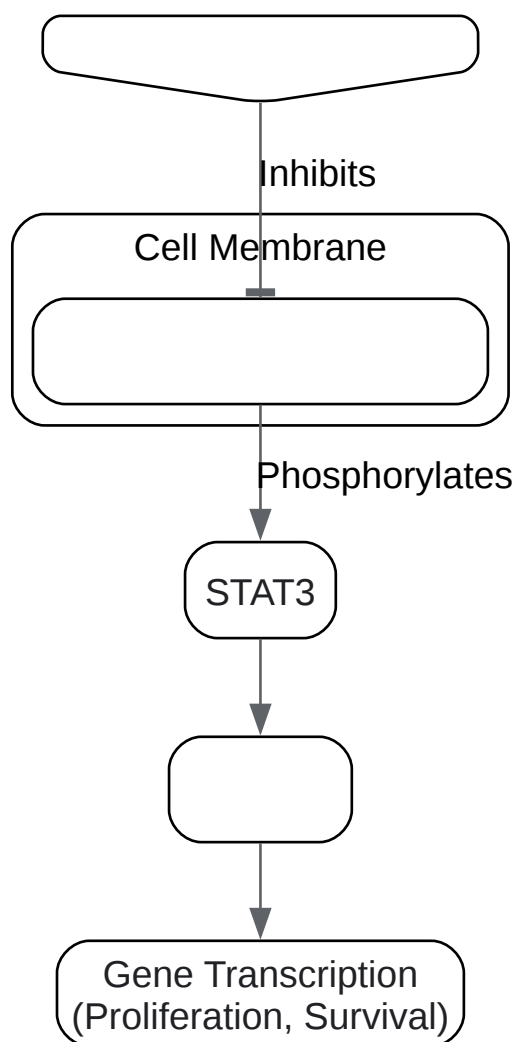 Inhibits
Cell Membrane
Phosphorylates
STAT3
Gene Transcription
(Proliferation, Survival)